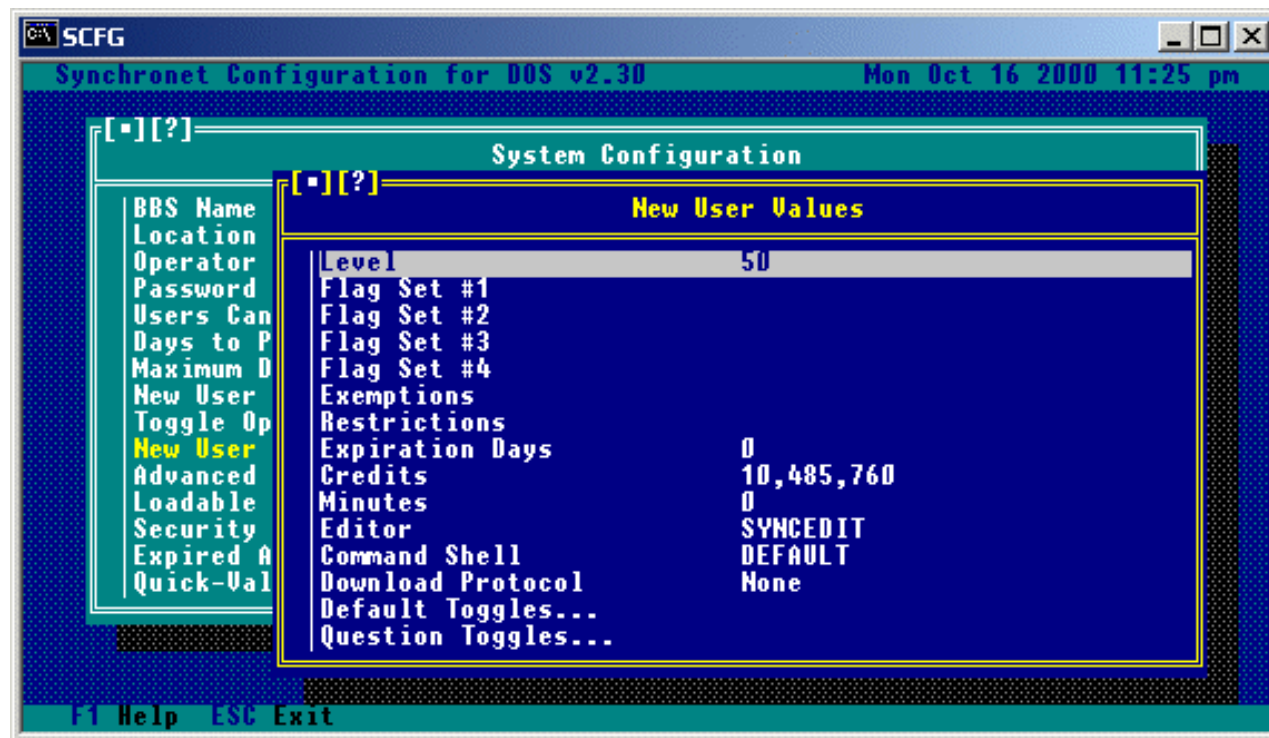 SCFG
Synchronet Configuration for DOS v2.30 Mon Oct 16 2000 11:25 pm
[▪][?]
System Configuration
[▪][?]
New User Values
BBS Name
Location
Operator
Password
Users Can
Days to P
Maximum D
New User
Toggle Op
New User
Advanced
Loadable
Security
Expired A
Quick-Val
Level 50
Flag Set #1
Flag Set #2
Flag Set #3
Flag Set #4
Exemptions
Restrictions
Expiration Days 0
Credits 10,485,760
Minutes 0
Editor SYNCEDIT
Command Shell DEFAULT
Download Protocol None
Default Toggles...
Question Toggles...
F1 Help ESC Exit